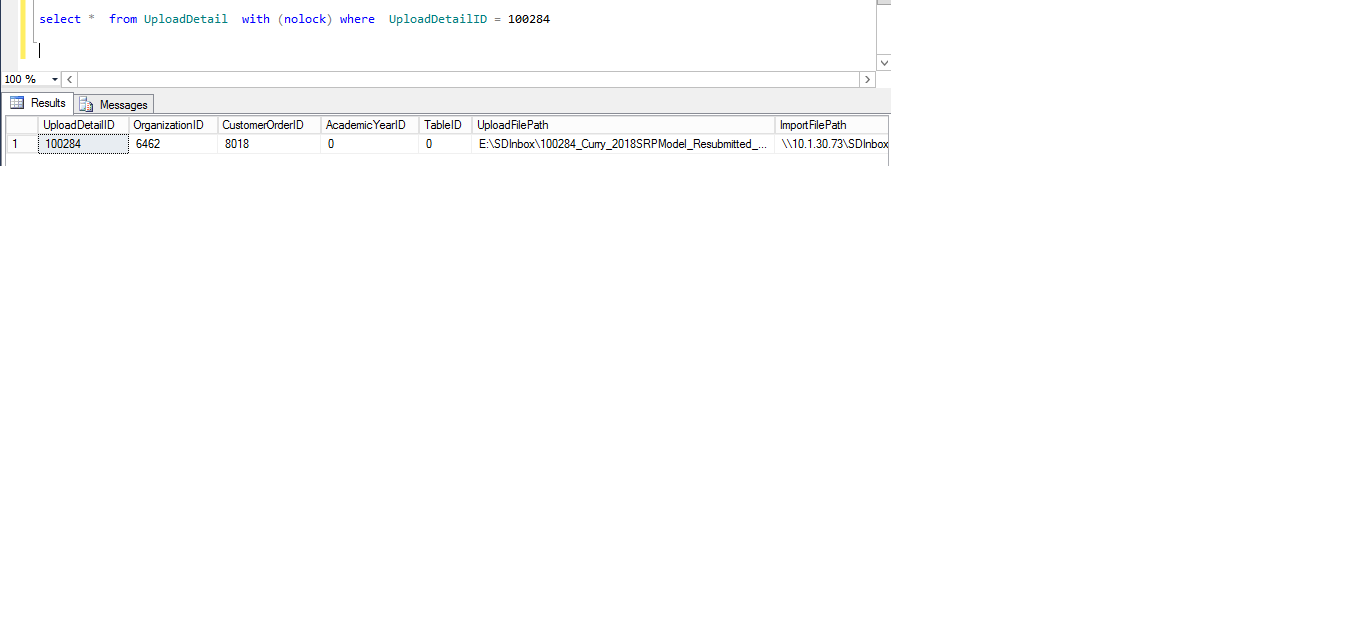 select * from UploadDetail with (nolock) where UploadDetailID = 100284
100 %
Results Messages
UploadDetailID OrganizationID CustomerOrderID AcademicYearID TableID UploadFilePath ImportFilePath
1 100284 6462 8018 0 0 E:\SDInbox\100284_Curry_2018SRPModel_Resubmitted_... \\10.1.30.73\SDInbox